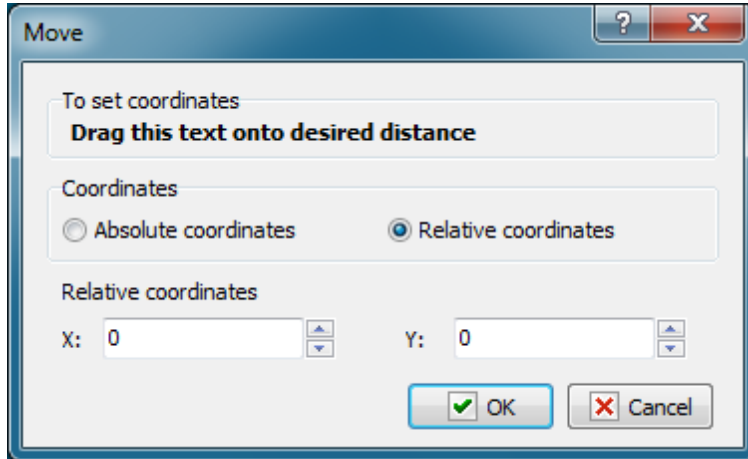 Move
?
To set coordinates
Drag this text onto desired distance
Coordinates
Absolute coordinates Relative coordinates
Relative coordinates
X: 0 Y: 0
OK Cancel